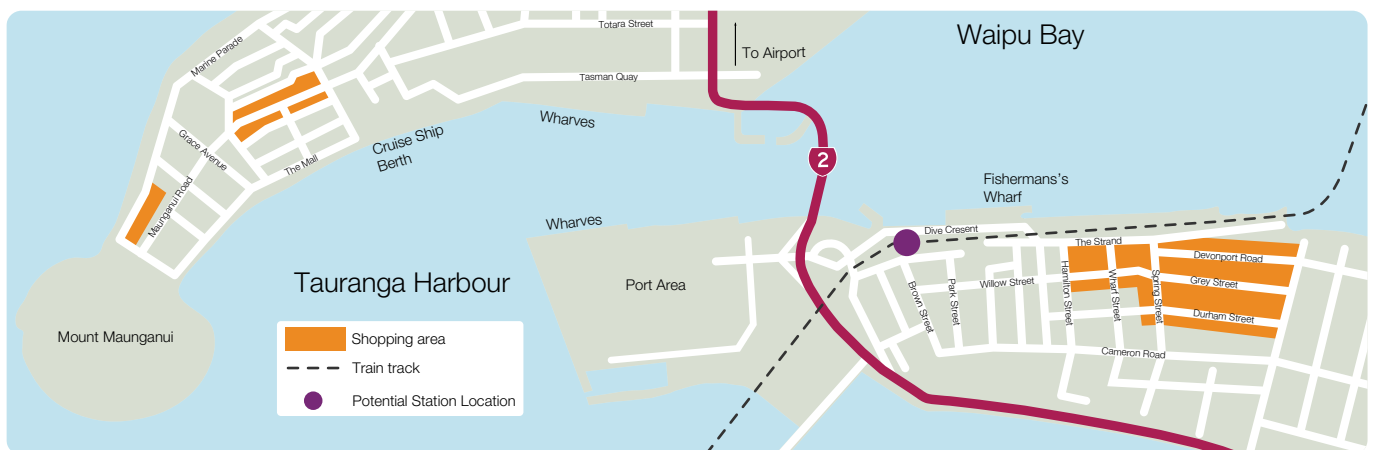 Waipu Bay
Totara Street
To Airport
Marine Parade
Tasman Quay
Wharves
Cruise Ship
Berth
Grace Avenue
The Mall
2
Maunganui Road
Fishermans's
Wharf
Wharves
Dive Cresent
The Strand
Devonport Road
Tauranga Harbour
Port Area
Willow Street
Grey Street
Brown Street
Park Street
Hamilton Street
Wharf Street
Spring Street
Durham Street
Mount Maunganui
Shopping area
Cameron Road
Train track
Potential Station Location